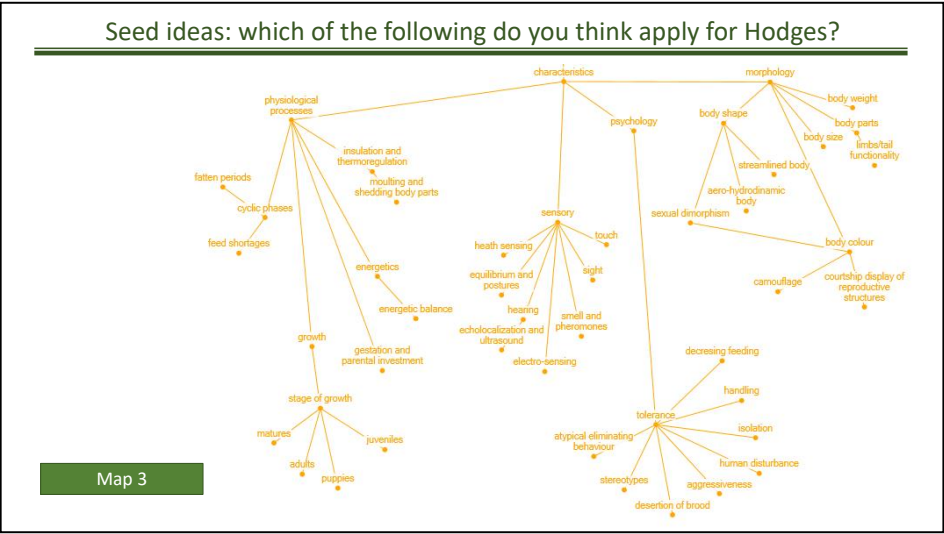 Seed ideas: which of the following do you think apply for Hodges?
characteristics
morphology
physiological
processes
psychology
body shape
body weight
body parts
body size
limbs/tail
functionality
insulation and
thermoregulation
streamlined body
fatten periods
moulting and
shedding body parts
aero-hydrodinamic
body
cyclic phases
sensory
sexual dimorphism
touch
feed shortages
heath sensing
body colour
energetics
equilibrium and
postures
sight
camouflage
courtship display of
reproductive
structures
energetic balance
hearing
smell and
pheromones
echolocalization and
ultrasound
growth
gestation and
parental investment
electro-sensing
decresing feeding
handling
stage of growth
tolerance
isolation
matures
juveniles
atypical eliminating
behaviour
adults
puppies
human disturbance
stereotypes
aggressiveness
desertion of brood
Map 3